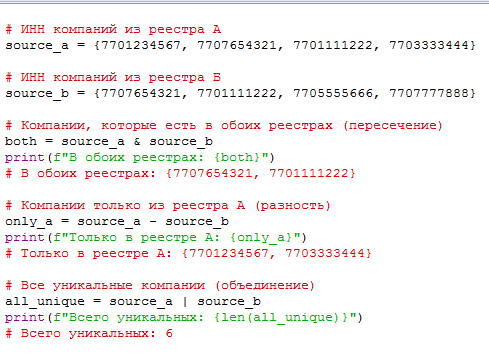 # ИНН компаний из реестра А
source_a = {7701234567, 7707654321, 7701111222, 7703333444}
# ИНН компаний из реестра Б
source_b = {7707654321, 7701111222, 7705555666, 7707777888}
# Компании, которые есть в обоих реестрах (пересечение)
both = source_a & source_b
print(f"В обоих реестрах: {both}")
# В обоих реестрах: {7707654321, 7701111222}
# Компании только из реестра А (разность)
only_a = source_a - source_b
print(f"Только в реестре А: {only_a}")
# Только в реестре А: {7701234567, 7703333444}
# Все уникальные компании (объединение)
all_unique = source_a | source_b
print(f"Всего уникальных: {len(all_unique)}")
# Всего уникальных: 6